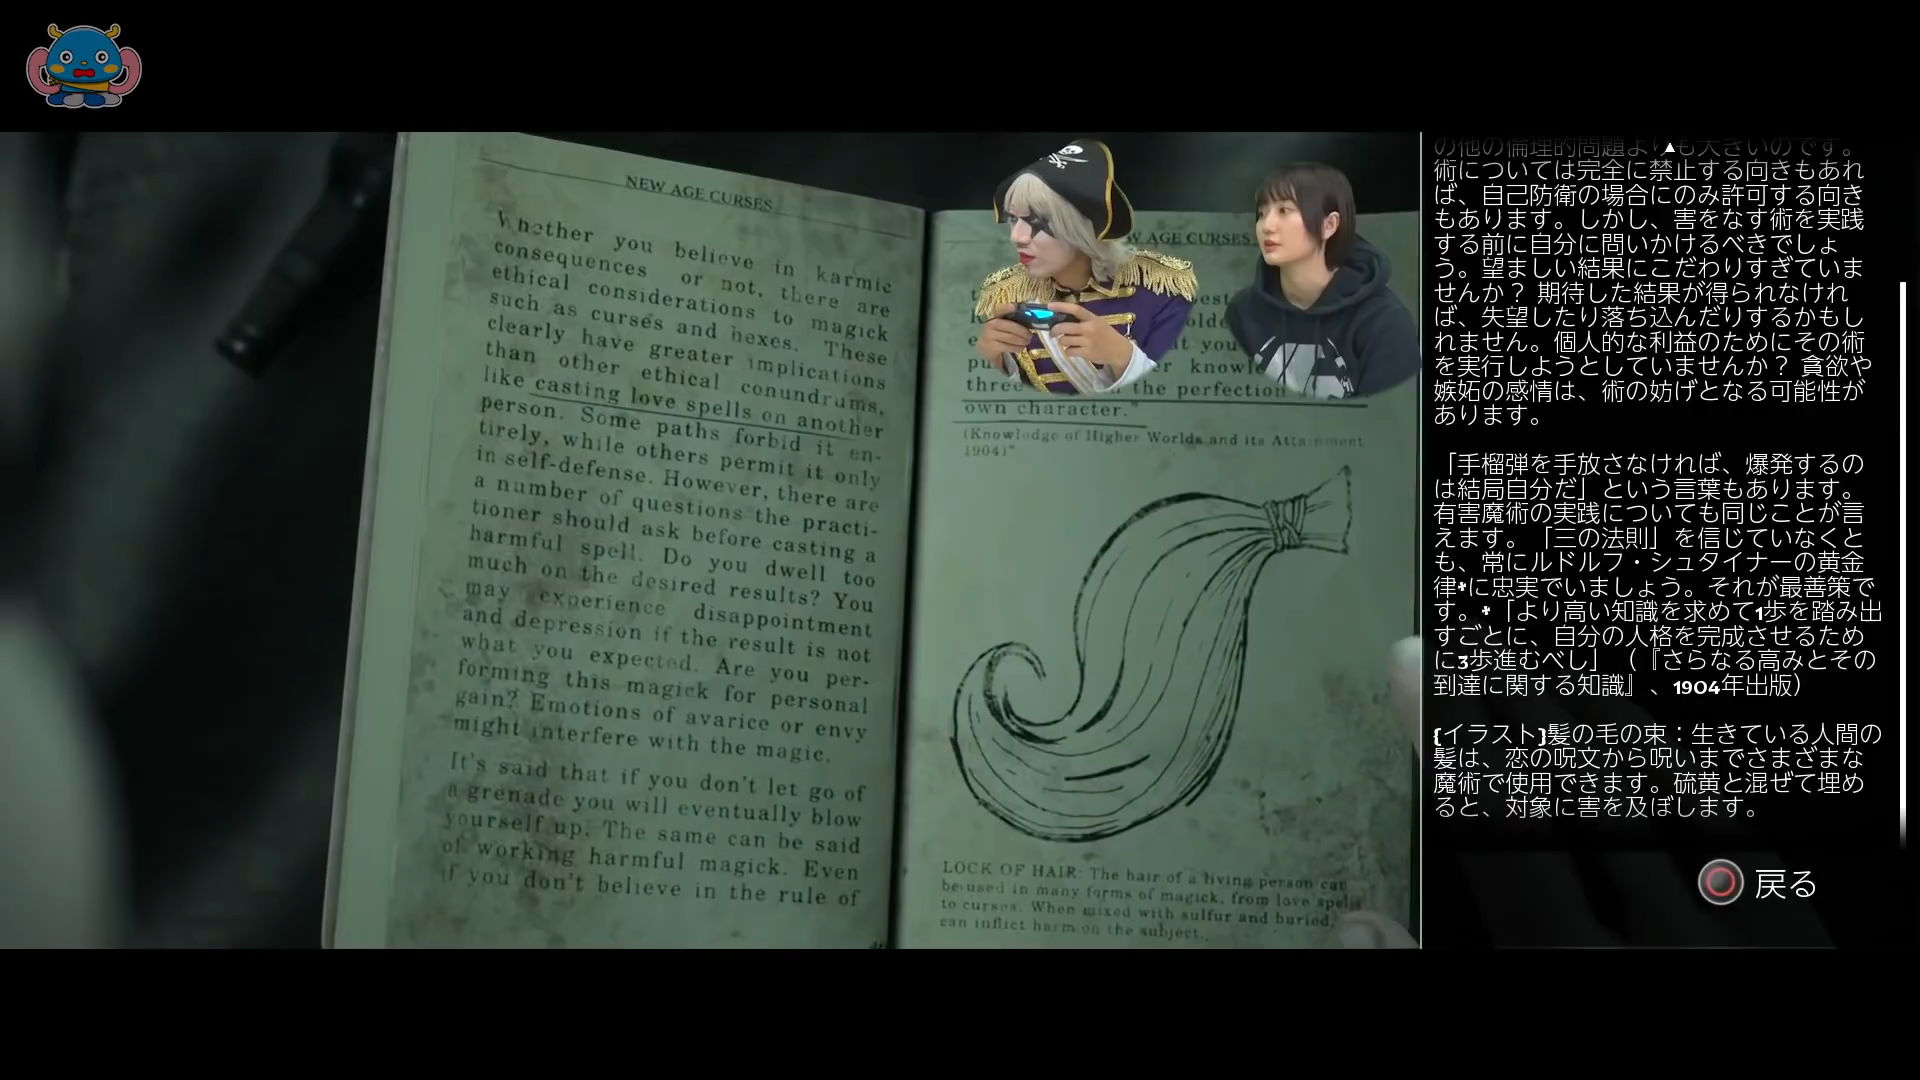 NEW AGE CURSES
Whether you believe in karmic
consequences or not, there are
ethical considerations to magick
such as curses and hexes. These
clearly have greater implications
than other ethical conundrums,
like casting love spells on another
person. Some paths forbid it en-
tirely, while others permit it only
in self-defense. However, there are
a number of questions the practi-
tioner should ask before casting a
harmful spell. Do you dwell too
much on the desired results? You
may experience disappointment
and depression if the result is not
what you expected. Are you per-
forming this magick for personal
gain? Emotions of avarice or envy
might interfere with the magic.
It's said that if you don't let go of
a grenade you will eventually blow
yourself up. The same can be said
of working harmful magick. Even
if you don't believe in the rule of
AGE CURSES
three the perfection
own character."
(Knowledge of Higher Worlds and its Attainment
1904)"
LOCK OF HAIR: The hair of a living person can
be used in many forms of magick, from love spells
to curses. When mixed with sulfur and buried,
can inflict harm on the subject.
の他の倫理的問題よりも大きいのです。
術については完全に禁止する向きもあれ
ば、自己防衛の場合にのみ許可する向き
もあります。しかし、害をなす術を実践
する前に自分に問いかけるべきでしょ
う。望ましい結果にこだわりすぎていま
せんか? 期待した結果が得られなけれ
ば、失望したり落ち込んだりするかもし
れません。個人的な利益のためにその術
を実行しようとしていませんか? 貪欲や
嫉妬の感情は、術の妨げとなる可能性が
あります。
「手榴弾を手放さなければ、爆発するの
は結局自分だ」という言葉もあります。
有害魔術の実践についても同じことが言
えます。「三の法則」を信じていなくと
も、常にルドルフ・シュタイナーの黄金
律*に忠実でいましょう。それが最善策で
す。*「より高い知識を求めて1歩を踏み出
すごとに、自分の人格を完成させるため
に3歩進むべし」(『さらなる高みとその
到達に関する知識』、1904年出版)
{イラスト}髪の毛の束：生きている人間の
髪は、恋の呪文から呪いまでさまざまな
魔術で使用できます。硫黄と混ぜて埋め
ると、対象に害を及ぼします。
戻る